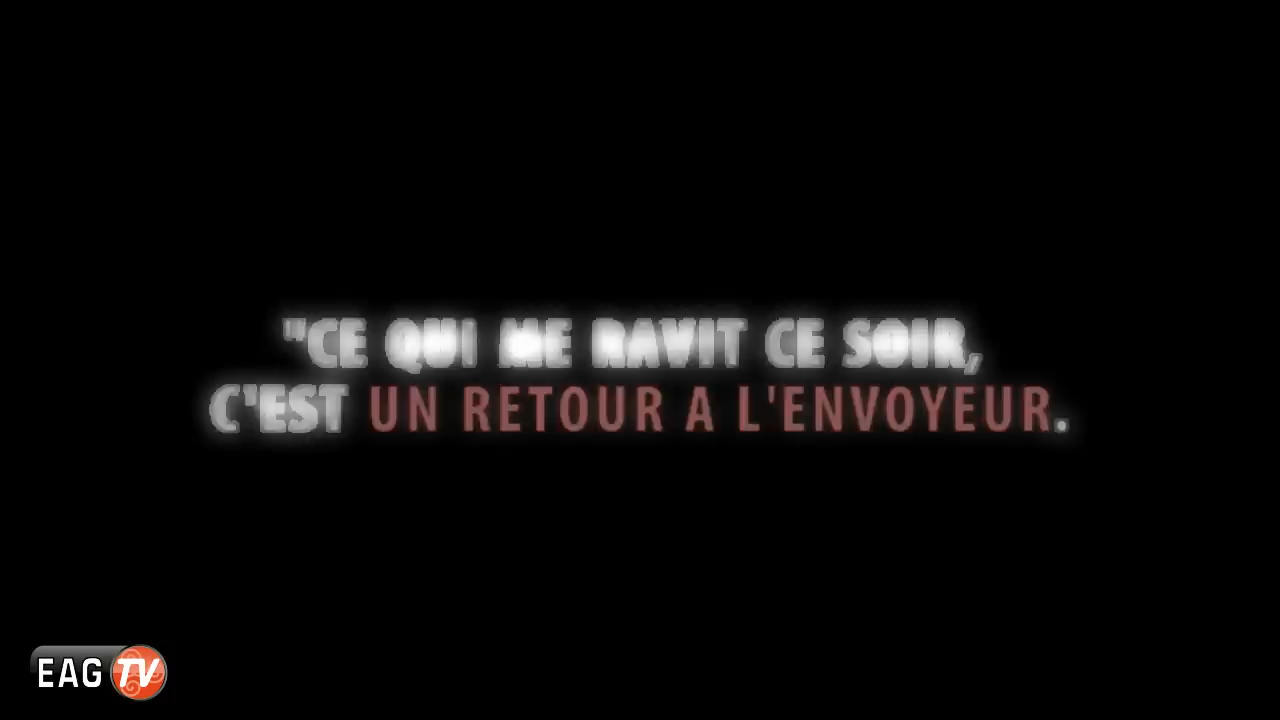 "CE QUI ME RAVIT CE SOIR,
C'EST UN RETOUR A L'ENVOYEUR.
EAG TV